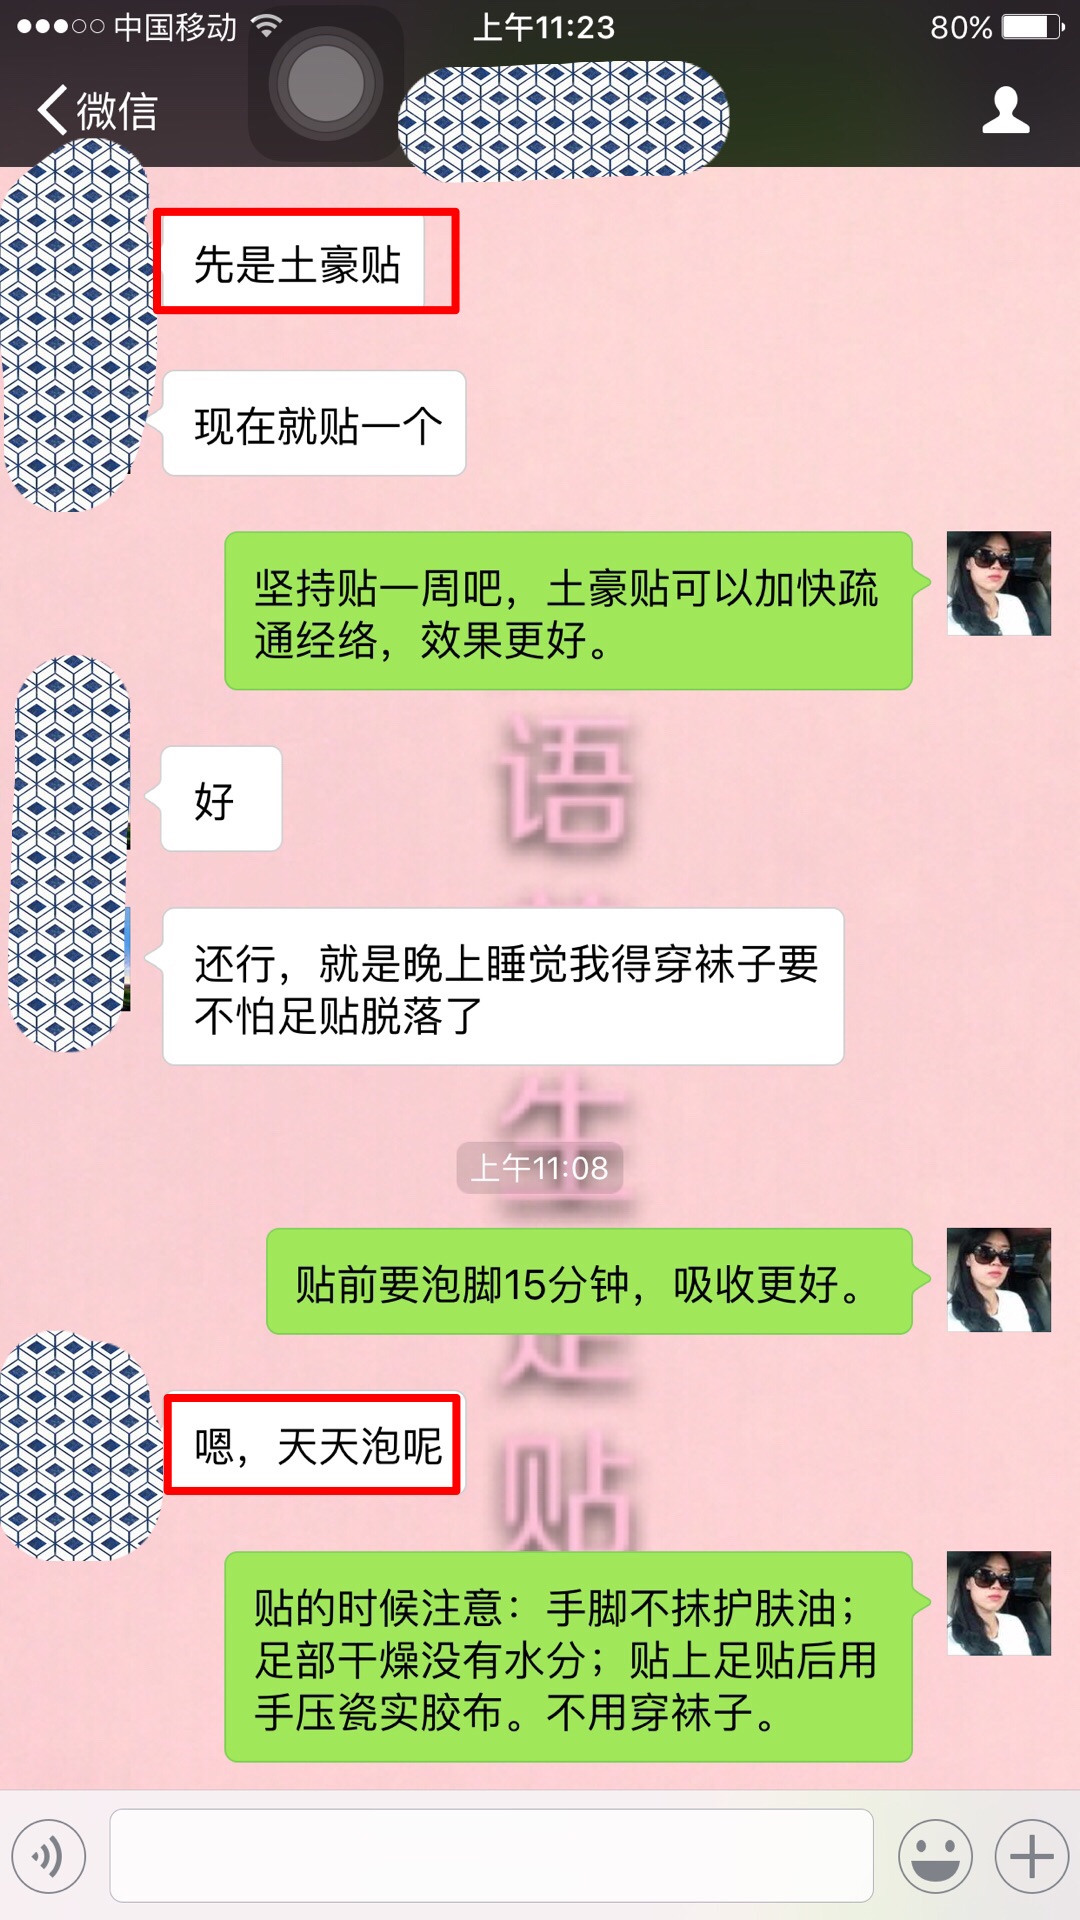 中国移动
上午11:23
80%
微信
先是土豪贴
现在就贴一个
坚持贴一周吧，土豪贴可以加快疏
通经络，效果更好。
语
好
还行，就是晚上睡觉我得穿袜子要
不怕足贴脱落了
生
上午11:08
贴前要泡脚15分钟，吸收更好。
足
嗯，天天泡呢
贴
贴的时候注意：手脚不抹护肤油；
足部干燥没有水分；贴上足贴后用
手压瓷实胶布。不用穿袜子。